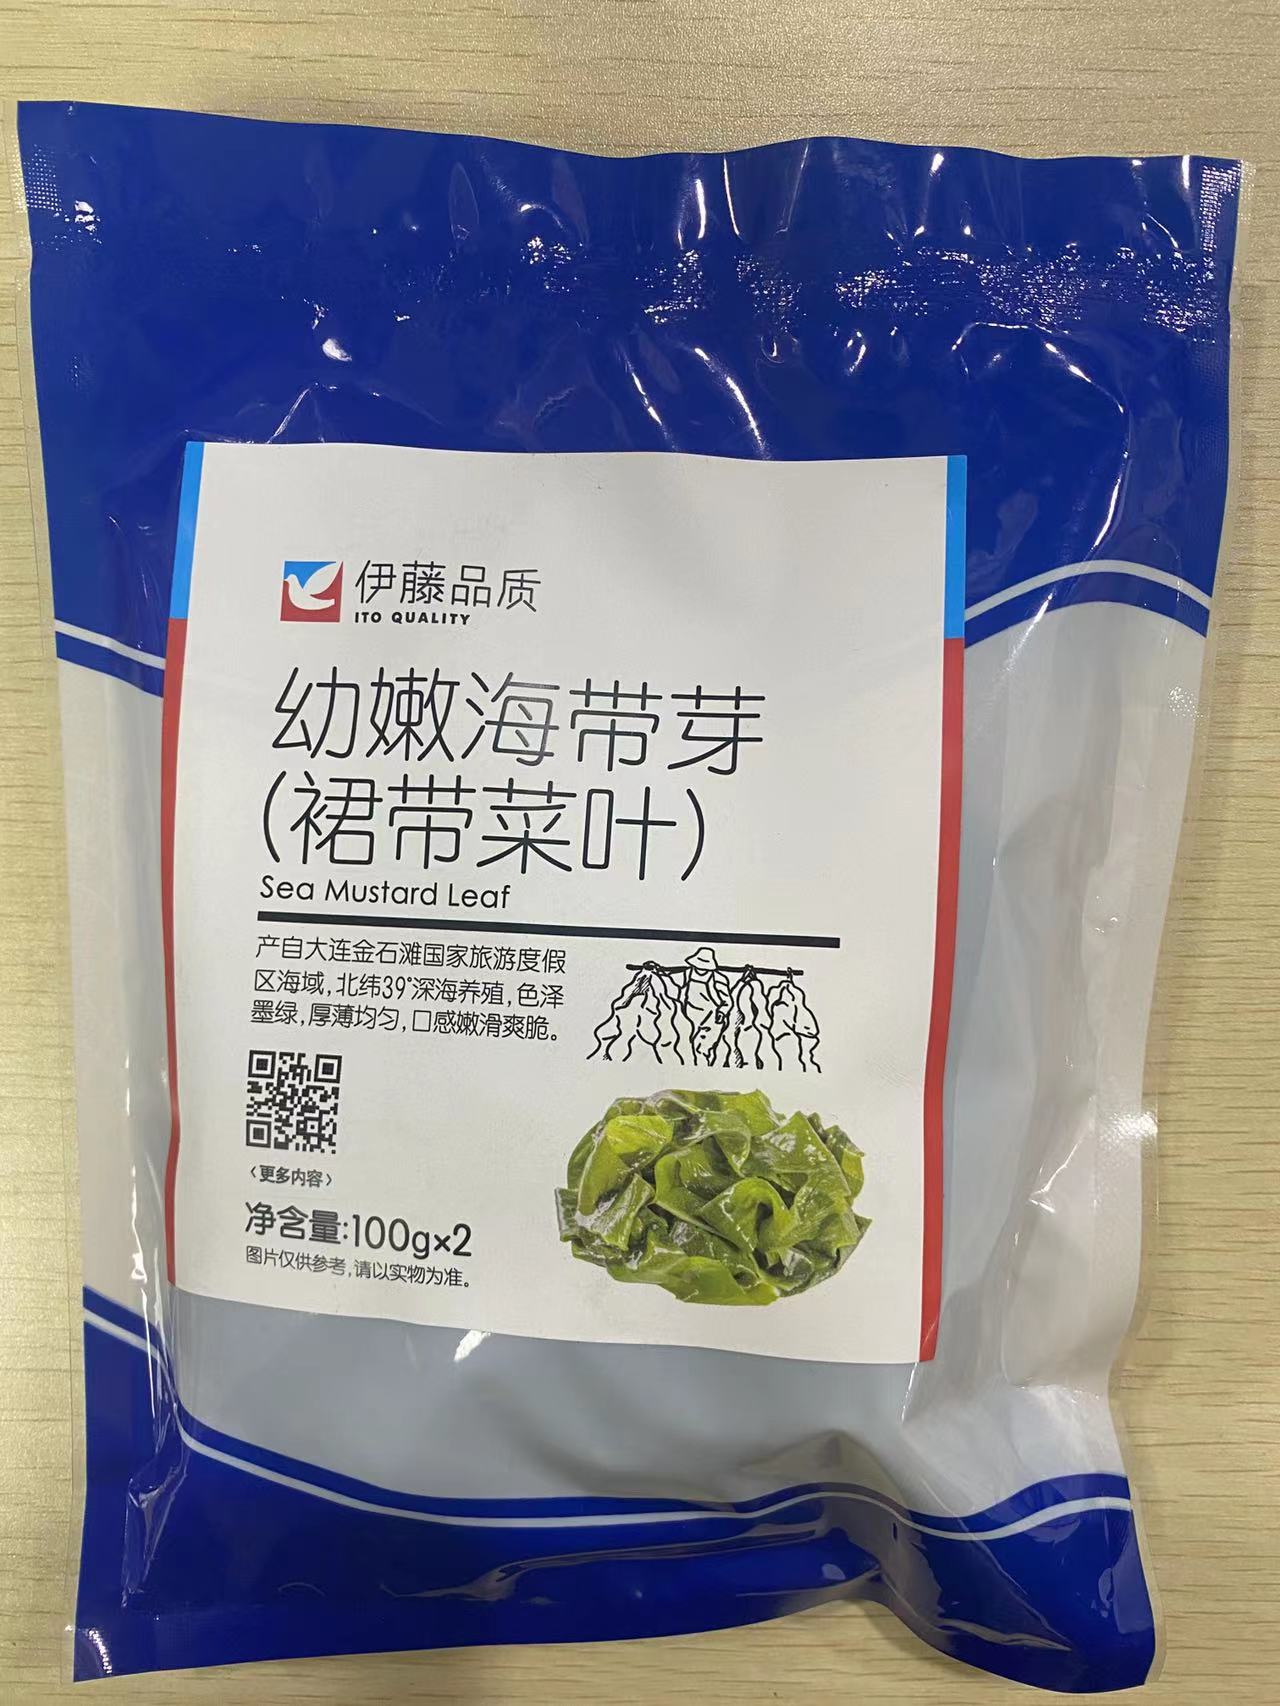 伊藤品质
ITO QUALITY
幼嫩海带芽
(裙带菜叶)
Sea Mustard Leaf
产自大连金石滩国家旅游度假
区海域,北纬39°深海养殖,色泽
墨绿,厚薄均匀,口感嫩滑爽脆。
<更多内容>
净含量:100g×2
图片仅供参考,请以实物为准。